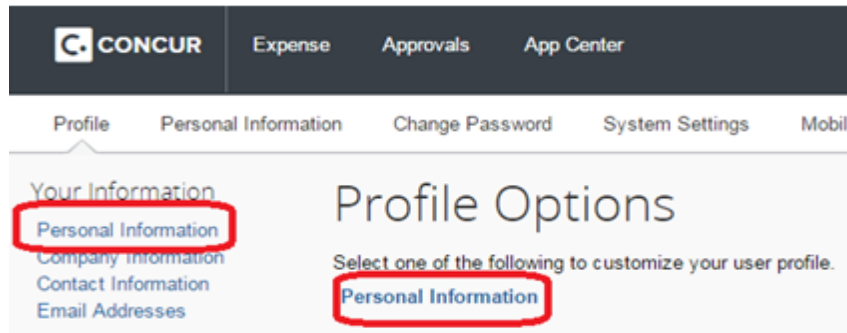 C. CONCUR Expense Approvals App Center
Profile Personal Information Change Password System Settings Mobil
Your Information
Personal Information
Company Information
Contact Information
Email Addresses
Profile Options
Select one of the following to customize your user profile.
Personal Information